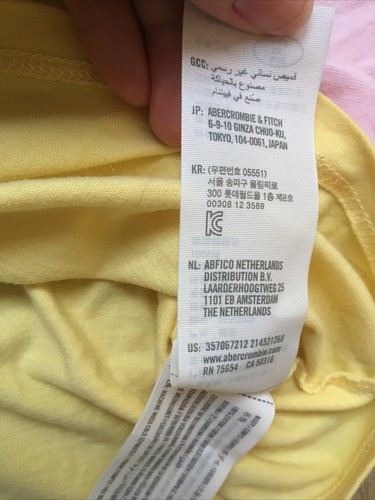 GCC: قميص نسائي غير رسمي
مصنوع بالحياكة
صنع في فيتنام
JP: ABERCROMBIE & FITCH
6-9-10 GINZA CHUO-KU,
TOKYO, 104-0061, JAPAN
KR: (우편번호 05551)
서울 송파구 올림픽로
300 롯데월드몰 1층 제8호
00308 12 3569
NL: ABFICO NETHERLANDS
DISTRIBUTION B.V.
LAARDERHOOGTWEG 25
1101 EB AMSTERDAM
THE NETHERLANDS
US: 357067212 214521260
www.abercrombie.com
RN 75654 CA 50316